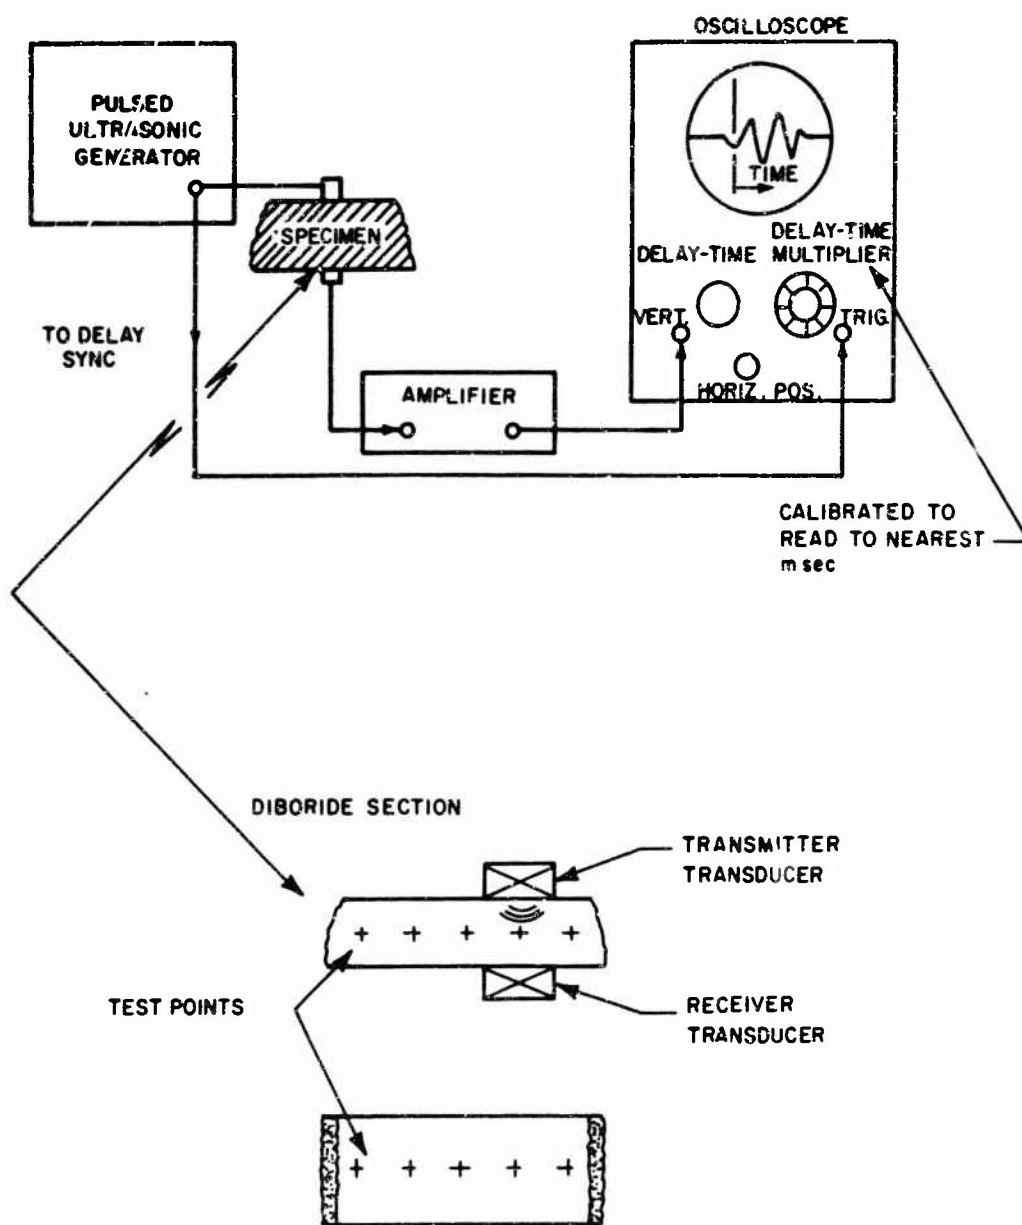 OSCILLOSCOPE
PULSED
ULTRASONIC
GENERATOR
TIME
SPECIMEN
DELAY-TIME
DELAY-TIME MULTIPLIER
VERT.
TRIG.
TO DELAY
SYNC
AMPLIFIER
HORIZ. POS.
CALIBRATED TO
READ TO NEAREST
m sec
DIBORIDE SECTION
TRANSMITTER
TRANSDUCER
TEST POINTS
RECEIVER
TRANSDUCER